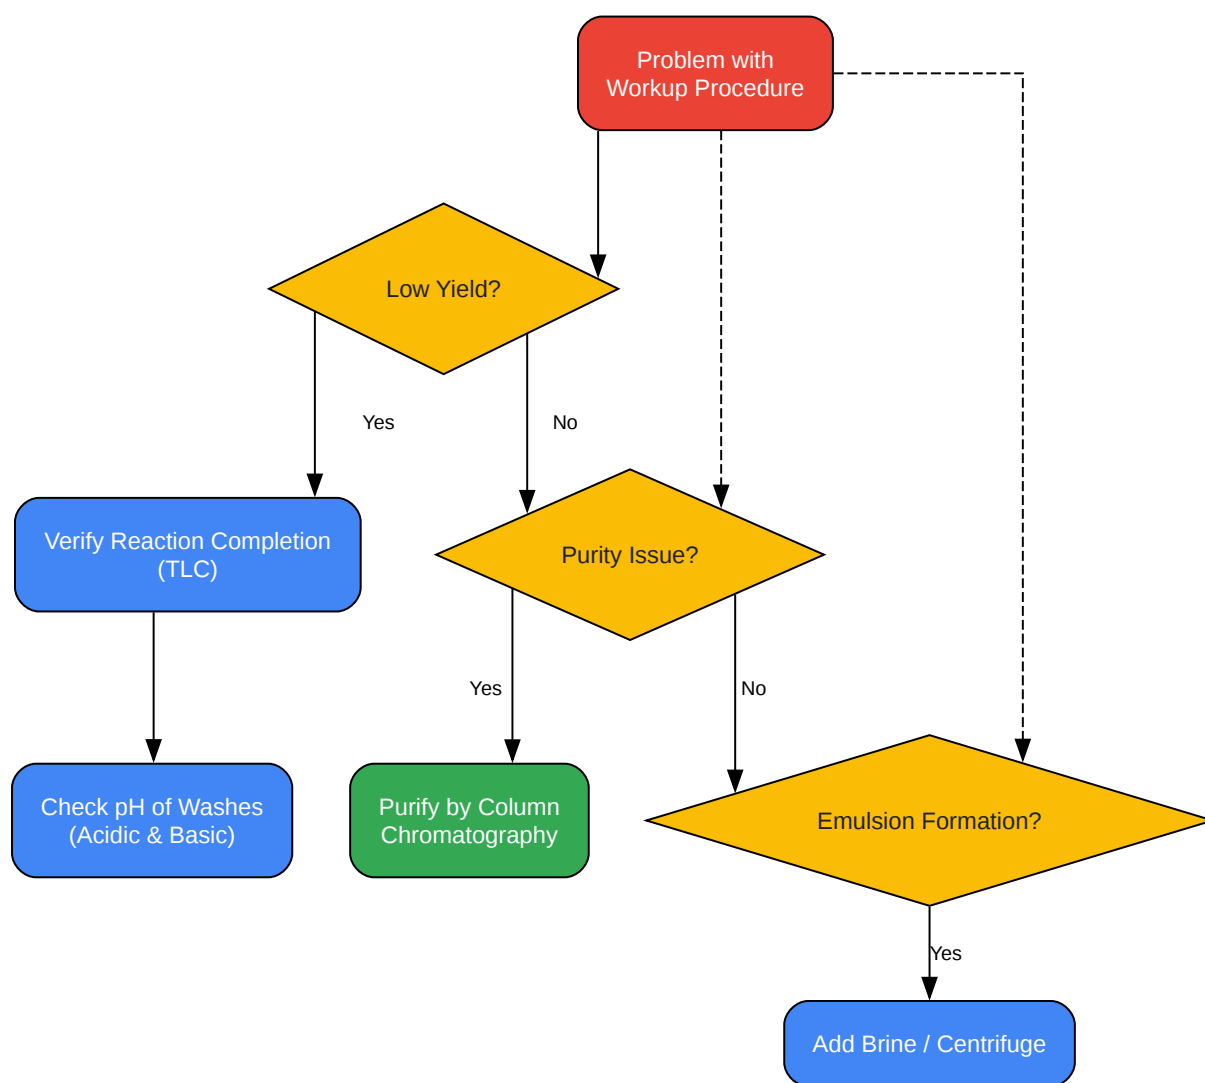 Problem with
Workup Procedure
Low Yield?
Yes
No
Verify Reaction Completion
(TLC)
Purity Issue?
Yes
No
Check pH of Washes
(Acidic & Basic)
Purify by Column
Chromatography
Emulsion Formation?
Yes
Add Brine / Centrifuge